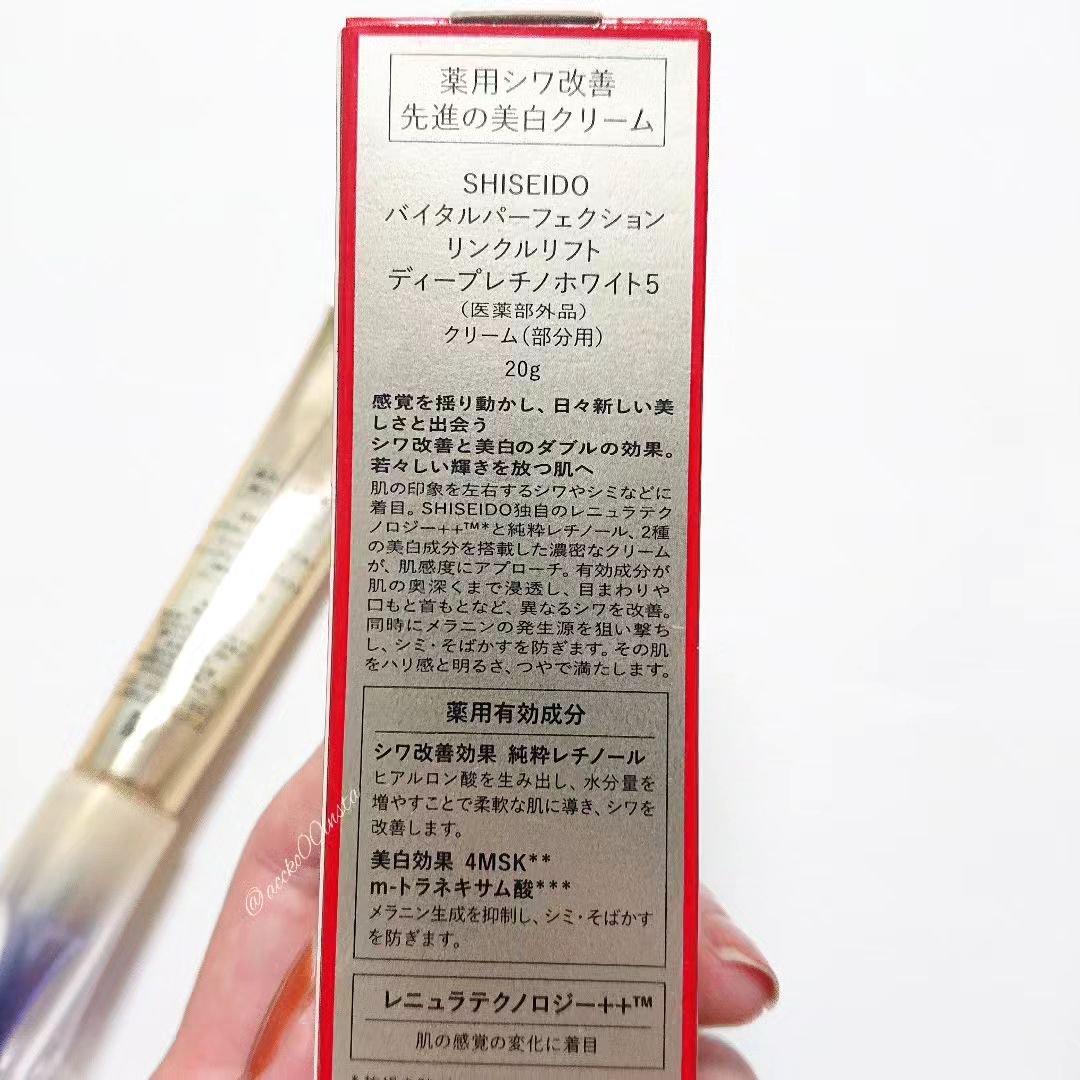 薬用シワ改善
先進の美白クリーム
SHISEIDO
バイタルパーフェクション
リンクルリフト
ディープレチノホワイト5
(医薬部外品)
クリーム(部分用)
20g
感覚を揺り動かし、日々新しい美
しさと出会う
シワ改善と美白のダブルの効果。
若々しい輝きを放つ肌へ
肌の印象を左右するシワやシミなどに
着目。SHISEIDO独自のレニュラテク
ノロジー++™*と純粋レチノール、2種
の美白成分を搭載した濃密なクリーム
が、肌感度にアプローチ。有効成分が
肌の奥深くまで浸透し、目まわりや
口もと首もとなど、異なるシワを改善。
同時にメラニンの発生源を狙い撃ち
し、シミ・そばかすを防ぎます。その肌
をハリ感と明るさ、つやで満たします。
薬用有効成分
シワ改善効果 純粋レチノール
ヒアルロン酸を生み出し、水分量を
増やすことで柔軟な肌に導き、シワを
改善します。
美白効果 4MSK**
m-トラネキサム酸***
メラニン生成を抑制し、シミ・そばかす
を防ぎます。
レニュラテクノロジー++™
肌の感覚の変化に着目
@accko00insta